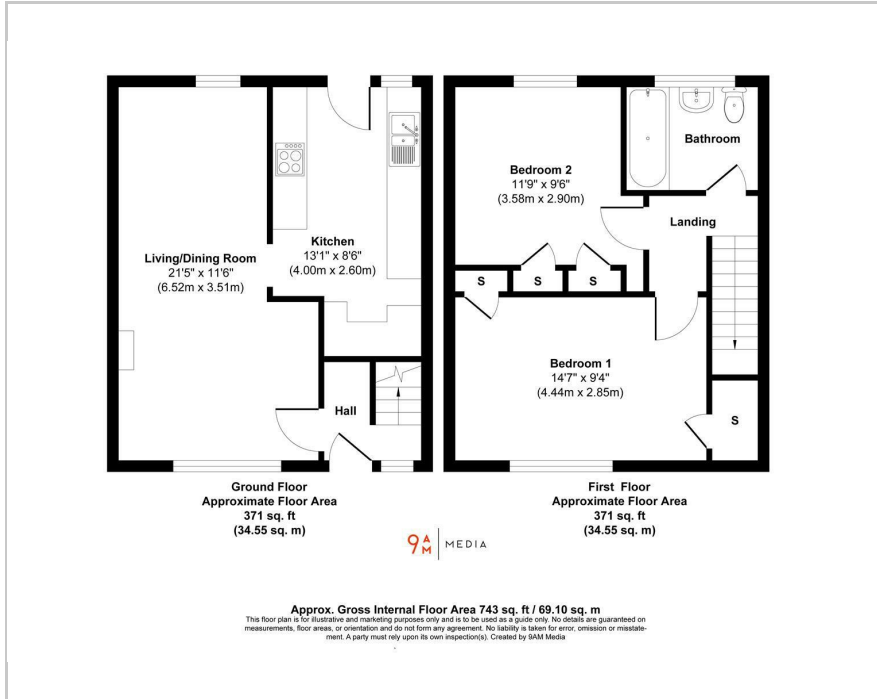 Living/Dining Room
21'5" x 11'6"
(6.52m x 3.51m)
Kitchen
13'1" x 8'6"
(4.00m x 2.60m)
Hall
Ground Floor
Approximate Floor Area
371 sq. ft
(34.55 sq. m)
Bedroom 2
11'9" x 9'6"
(3.58m x 2.90m)
Bathroom
Landing
S
S
S
Bedroom 1
14'7" x 9'4"
(4.44m x 2.85m)
S
First Floor
Approximate Floor Area
371 sq. ft
(34.55 sq. m)
9AM MEDIA
Approx. Gross Internal Floor Area 743 sq. ft / 69.10 sq. m
This floor plan is for illustrative and marketing purposes only and is to be used as a guide only. No details are guaranteed on
measurements, floor areas, or orientation and do not form any agreement. No liability is taken for error, omission or misstate-
ment. A party must rely upon its own inspection(s). Created by 9AM Media